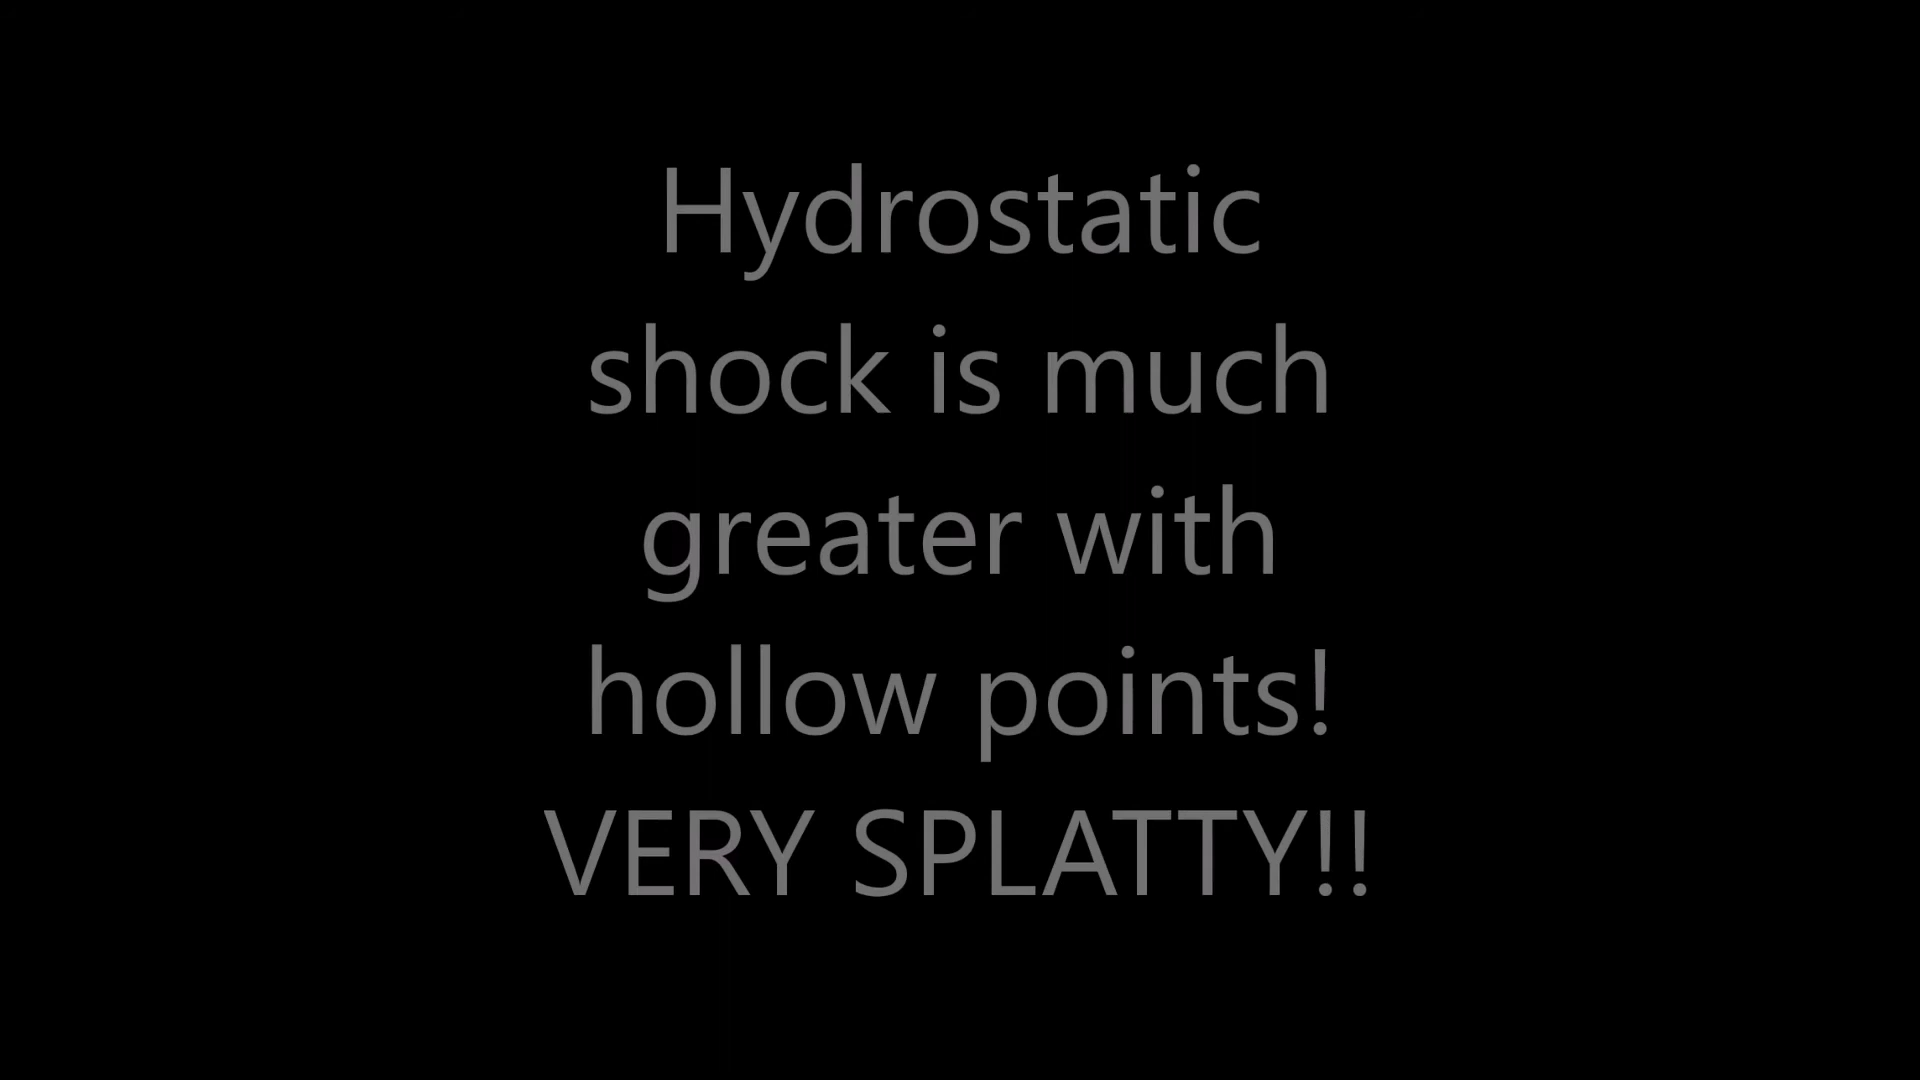 Hydrostatic
shock is much
greater with
hollow points!
VERY SPLATTY!!